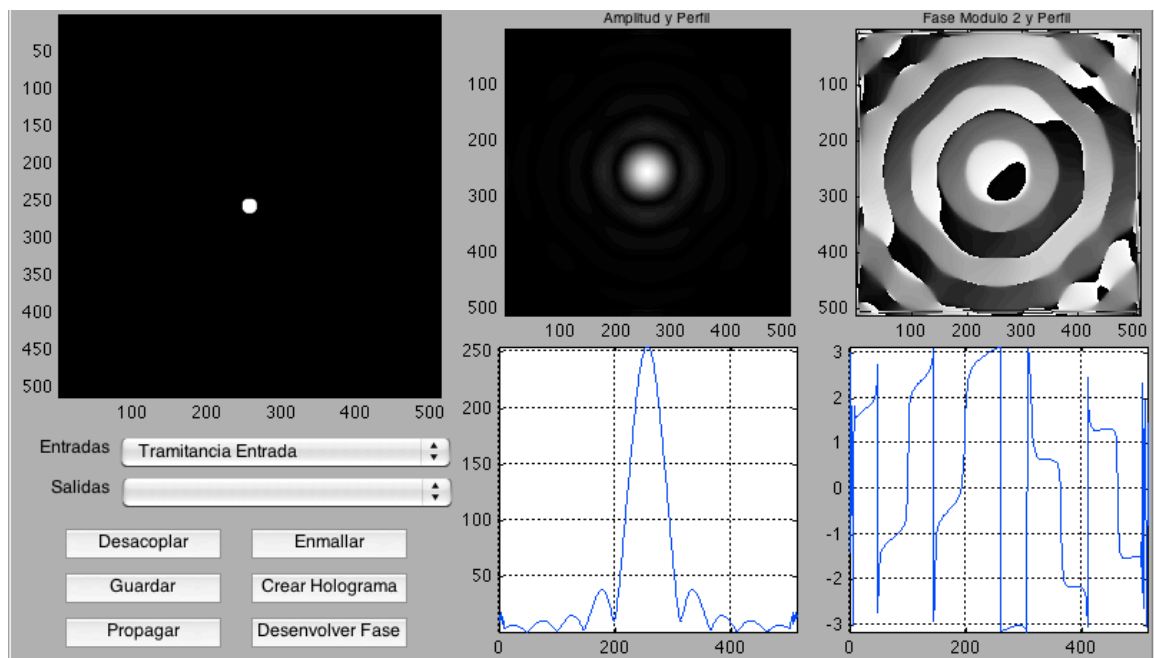 50
100
150
200
250
300
350
400
450
500
100 200 300 400 500
Entradas Tramitancia Entrada
Salidas
Desacoplar Enmallar
Guardar Crear Holograma
Propagar Desenvolver Fase
Amplitud y Perfil
100
200
300
400
500
100 200 300 400 500
250
200
150
100
50
0 200 400
Fase Modulo 2 y Perfil
100
200
300
400
500
100 200 300 400 500
3
2
1
0
-1
-2
-3
0 200 400